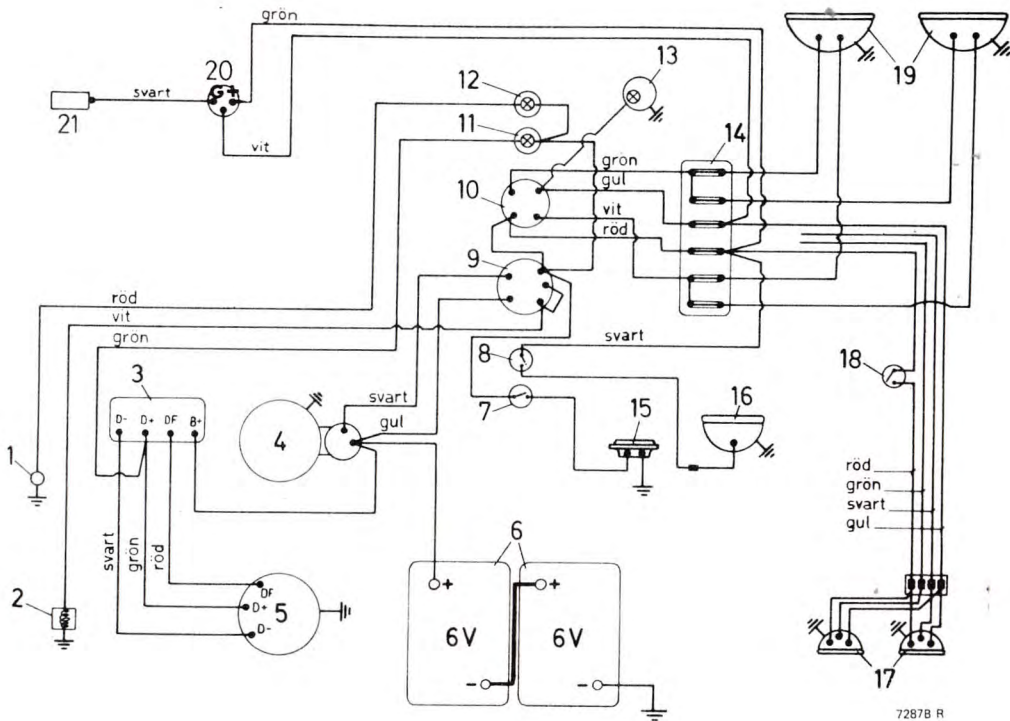 grön
20
G +
svart
21
vit
12
11
13
19
14
grön
gul
10
vit
röd
9
röd
vit
grön
8
svart
18
3
D- D+ DF B+
7
16
svart
4
gul
15
1
röd
grön
svart
gul
svart
grön
röd
6
2
DF
D+
5
D-
+
+
6V
6V
-
-
17
7287B R